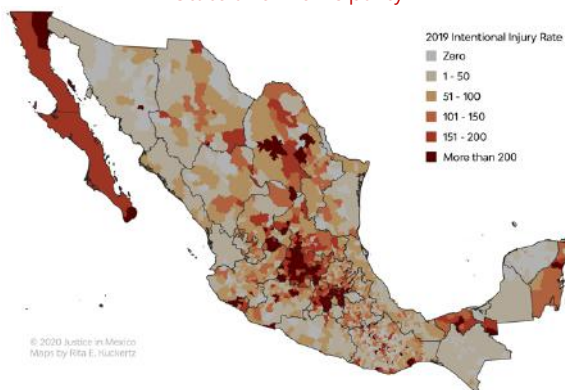 2019 Intentional Injury Rate
Zero
1 - 50
51 - 100
101 - 150
151 - 200
More than 200
© 2020 Justice in Mexico
Maps by Rita E. Kuckertz